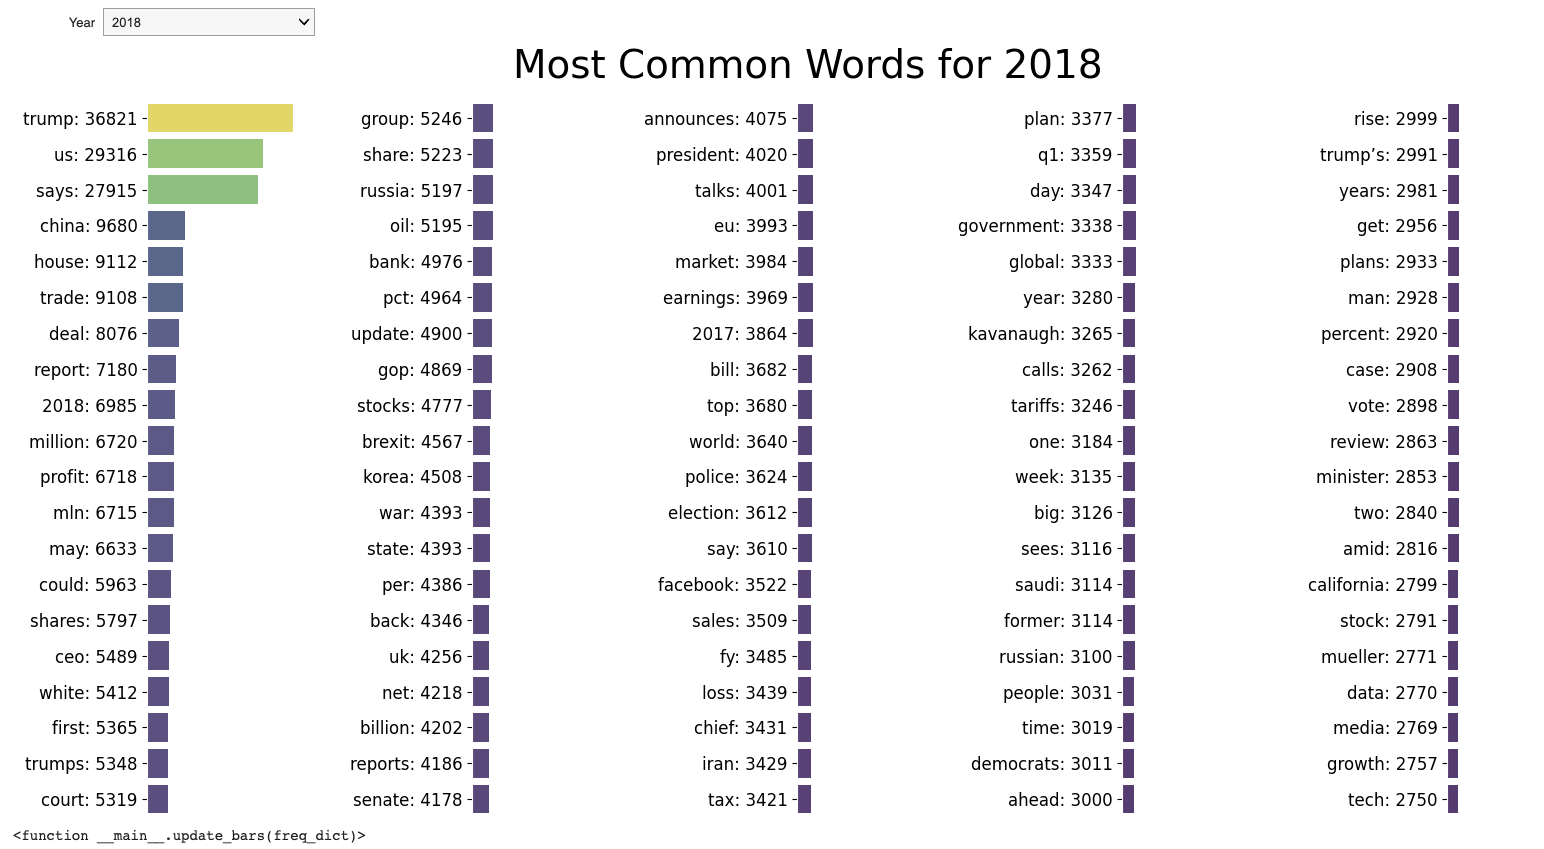 Year 2018
Most Common Words for 2018
trump: 36821
us: 29316
says: 27915
china: 9680
house: 9112
trade: 9108
deal: 8076
report: 7180
2018: 6985
million: 6720
profit: 6718
mln: 6715
may: 6633
could: 5963
shares: 5797
ceo: 5489
white: 5412
first: 5365
trumps: 5348
court: 5319
group: 5246
share: 5223
russia: 5197
oil: 5195
bank: 4976
pct: 4964
update: 4900
gop: 4869
stocks: 4777
brexit: 4567
korea: 4508
war: 4393
state: 4393
per: 4386
back: 4346
uk: 4256
net: 4218
billion: 4202
reports: 4186
senate: 4178
announces: 4075
president: 4020
talks: 4001
eu: 3993
market: 3984
earnings: 3969
2017: 3864
bill: 3682
top: 3680
world: 3640
police: 3624
election: 3612
say: 3610
facebook: 3522
sales: 3509
fy: 3485
loss: 3439
chief: 3431
iran: 3429
tax: 3421
plan: 3377
q1: 3359
day: 3347
government: 3338
global: 3333
year: 3280
kavanaugh: 3265
calls: 3262
tariffs: 3246
one: 3184
week: 3135
big: 3126
sees: 3116
saudi: 3114
former: 3114
russian: 3100
people: 3031
time: 3019
democrats: 3011
ahead: 3000
rise: 2999
trump’s: 2991
years: 2981
get: 2956
plans: 2933
man: 2928
percent: 2920
case: 2908
vote: 2898
review: 2863
minister: 2853
two: 2840
amid: 2816
california: 2799
stock: 2791
mueller: 2771
data: 2770
media: 2769
growth: 2757
tech: 2750
<function __main__.update_bars(freq_dict)>